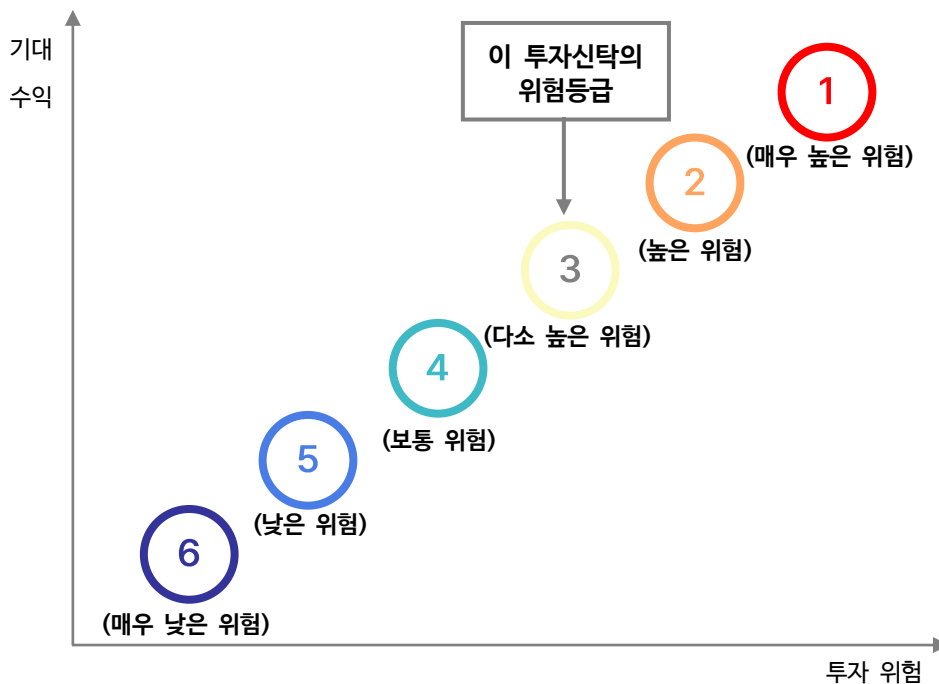 기대
수익
이 투자신탁의
위험등급
1
(매우 높은 위험)
2
(높은 위험)
3
(다소 높은 위험)
4
(보통 위험)
5
(낮은 위험)
6
(매우 낮은 위험)
투자 위험